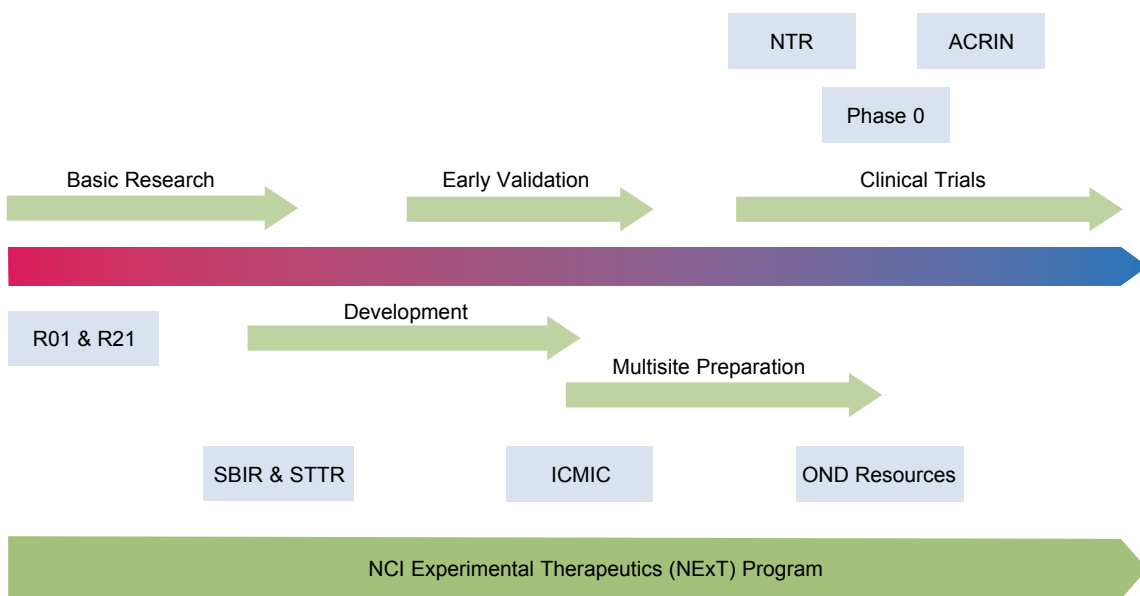 NTR
ACRIN
Phase 0
Basic Research
Early Validation
Clinical Trials
Development
R01 & R21
Multisite Preparation
SBIR & STTR
ICMIC
OND Resources
NCI Experimental Therapeutics (NExT) Program